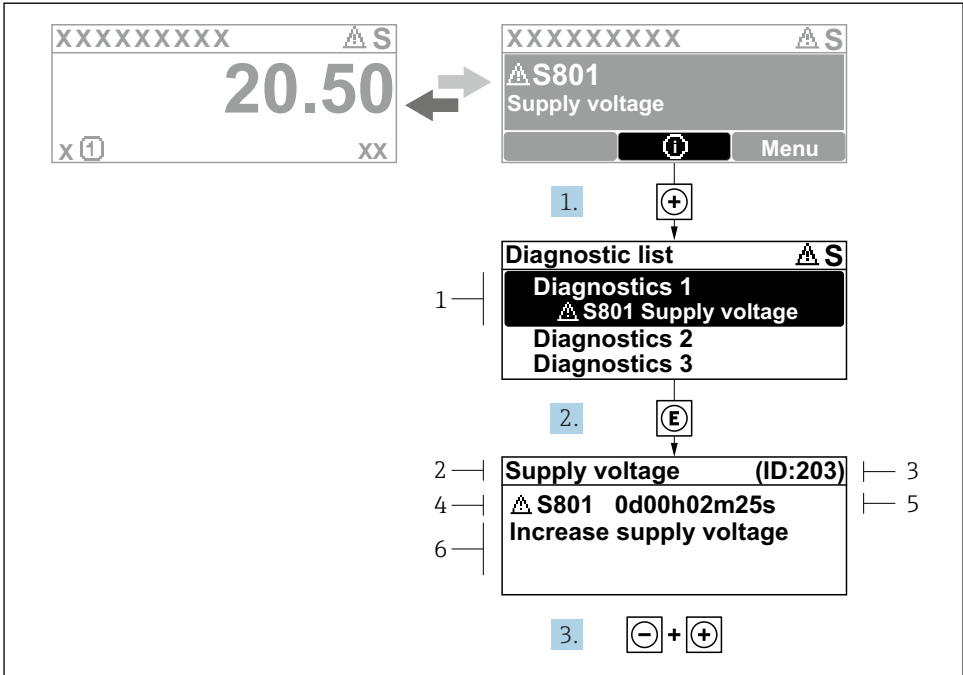 XXXXXXXXX ⚠ S
20.50
x ① xx
XXXXXXXXX ⚠ S
⚠ S801
Supply voltage
ⓘ Menu
1. +
Diagnostic list ⚠ S
1 Diagnostics 1
⚠ S801 Supply voltage
Diagnostics 2
Diagnostics 3
2. E
2 Supply voltage (ID:203) 3
4 ⚠ S801 0d00h02m25s 5
6 Increase supply voltage
3. − + +